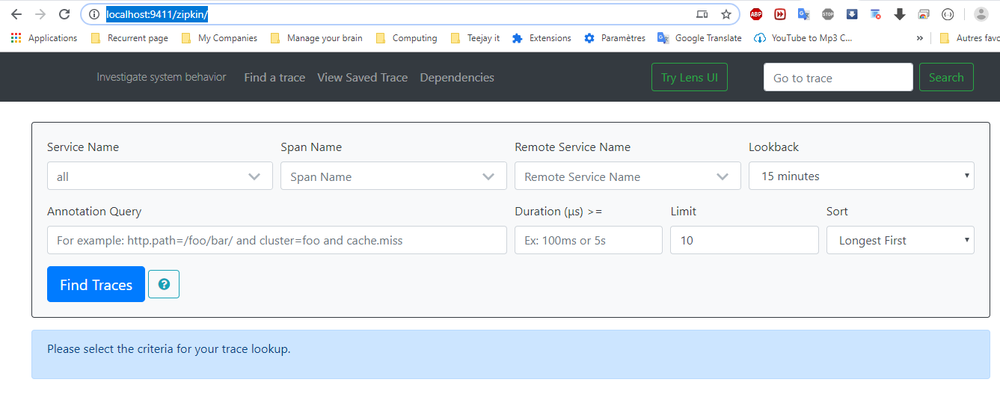 localhost:9411/zipkin/
ABP
STOP
Applications Recurrent page My Companies Manage your brain Computing Teejay it Extensions Paramètres Google Translate YouTube to Mp3 C... » Autres favo
Investigate system behavior Find a trace View Saved Trace Dependencies Try Lens UI Go to trace Search
Service Name Span Name Remote Service Name Lookback
all Span Name Remote Service Name 15 minutes
Annotation Query Duration (μs) >= Limit Sort
For example: http.path=/foo/bar/ and cluster=foo and cache.miss Ex: 100ms or 5s 10 Longest First
Find Traces ?
Please select the criteria for your trace lookup.